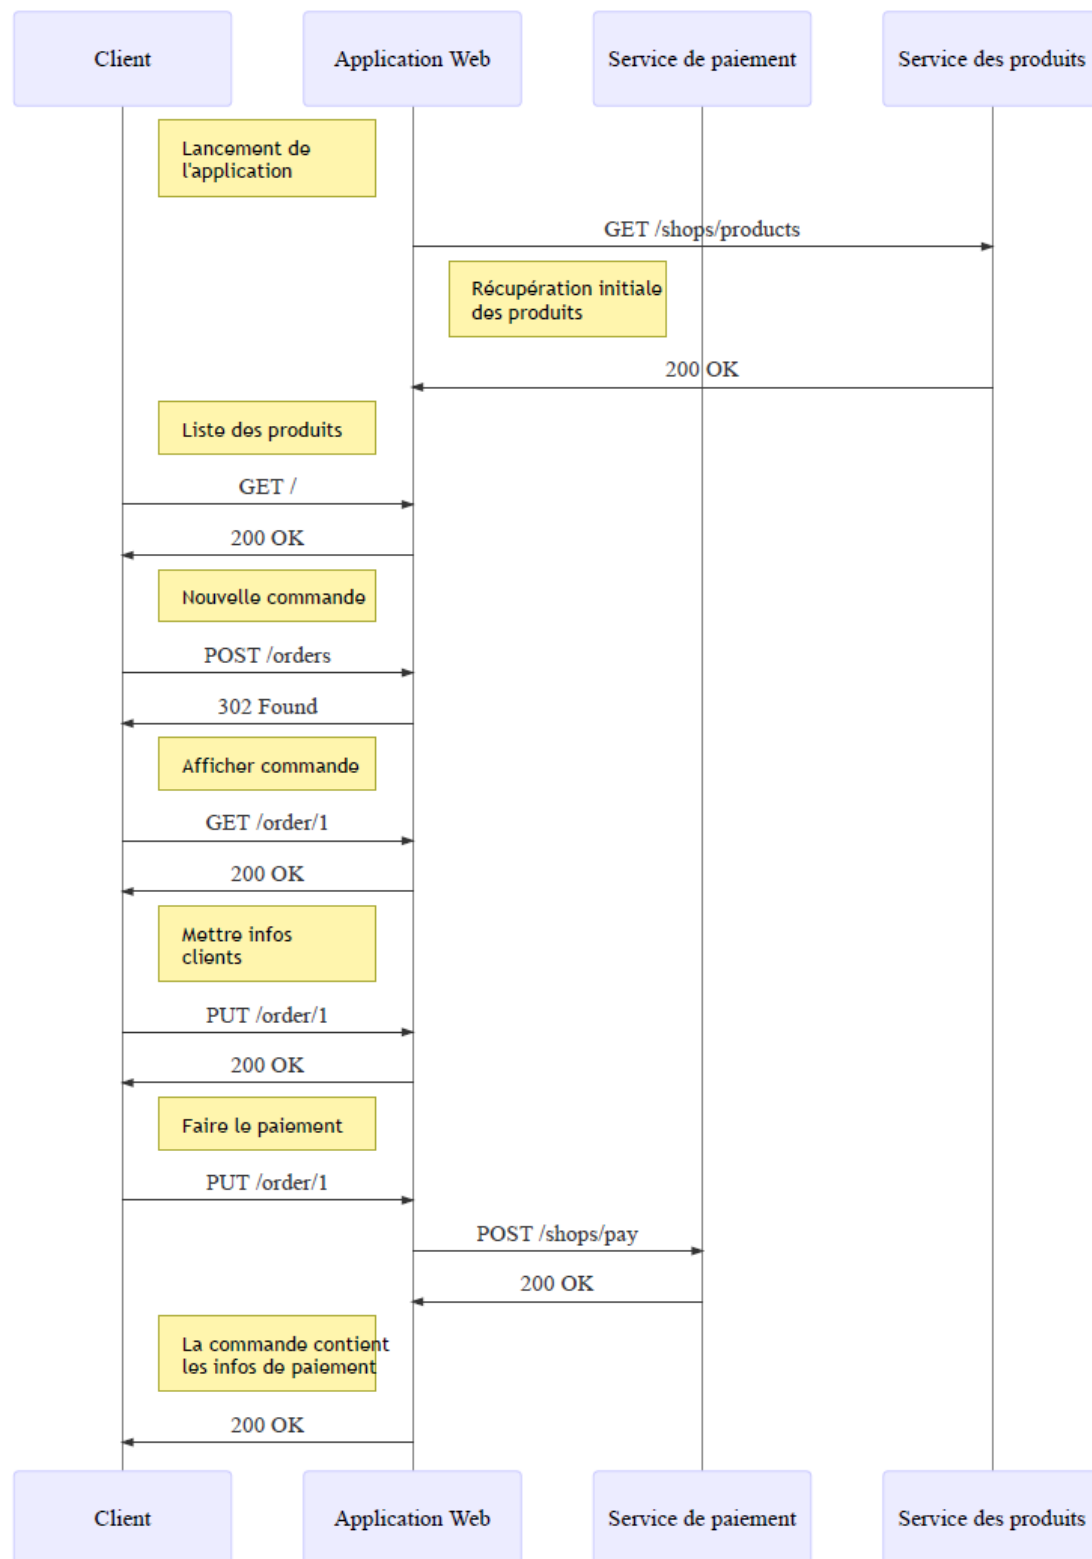 Client
Application Web
Service de paiement
Service des produits
Lancement de
l'application
GET /shops/products
Récupération initiale
des produits
200 OK
Liste des produits
GET /
200 OK
Nouvelle commande
POST /orders
302 Found
Afficher commande
GET /order/1
200 OK
Mettre infos
clients
PUT /order/1
200 OK
Faire le paiement
PUT /order/1
POST /shops/pay
200 OK
La commande contient
les infos de paiement
200 OK
Client
Application Web
Service de paiement
Service des produits